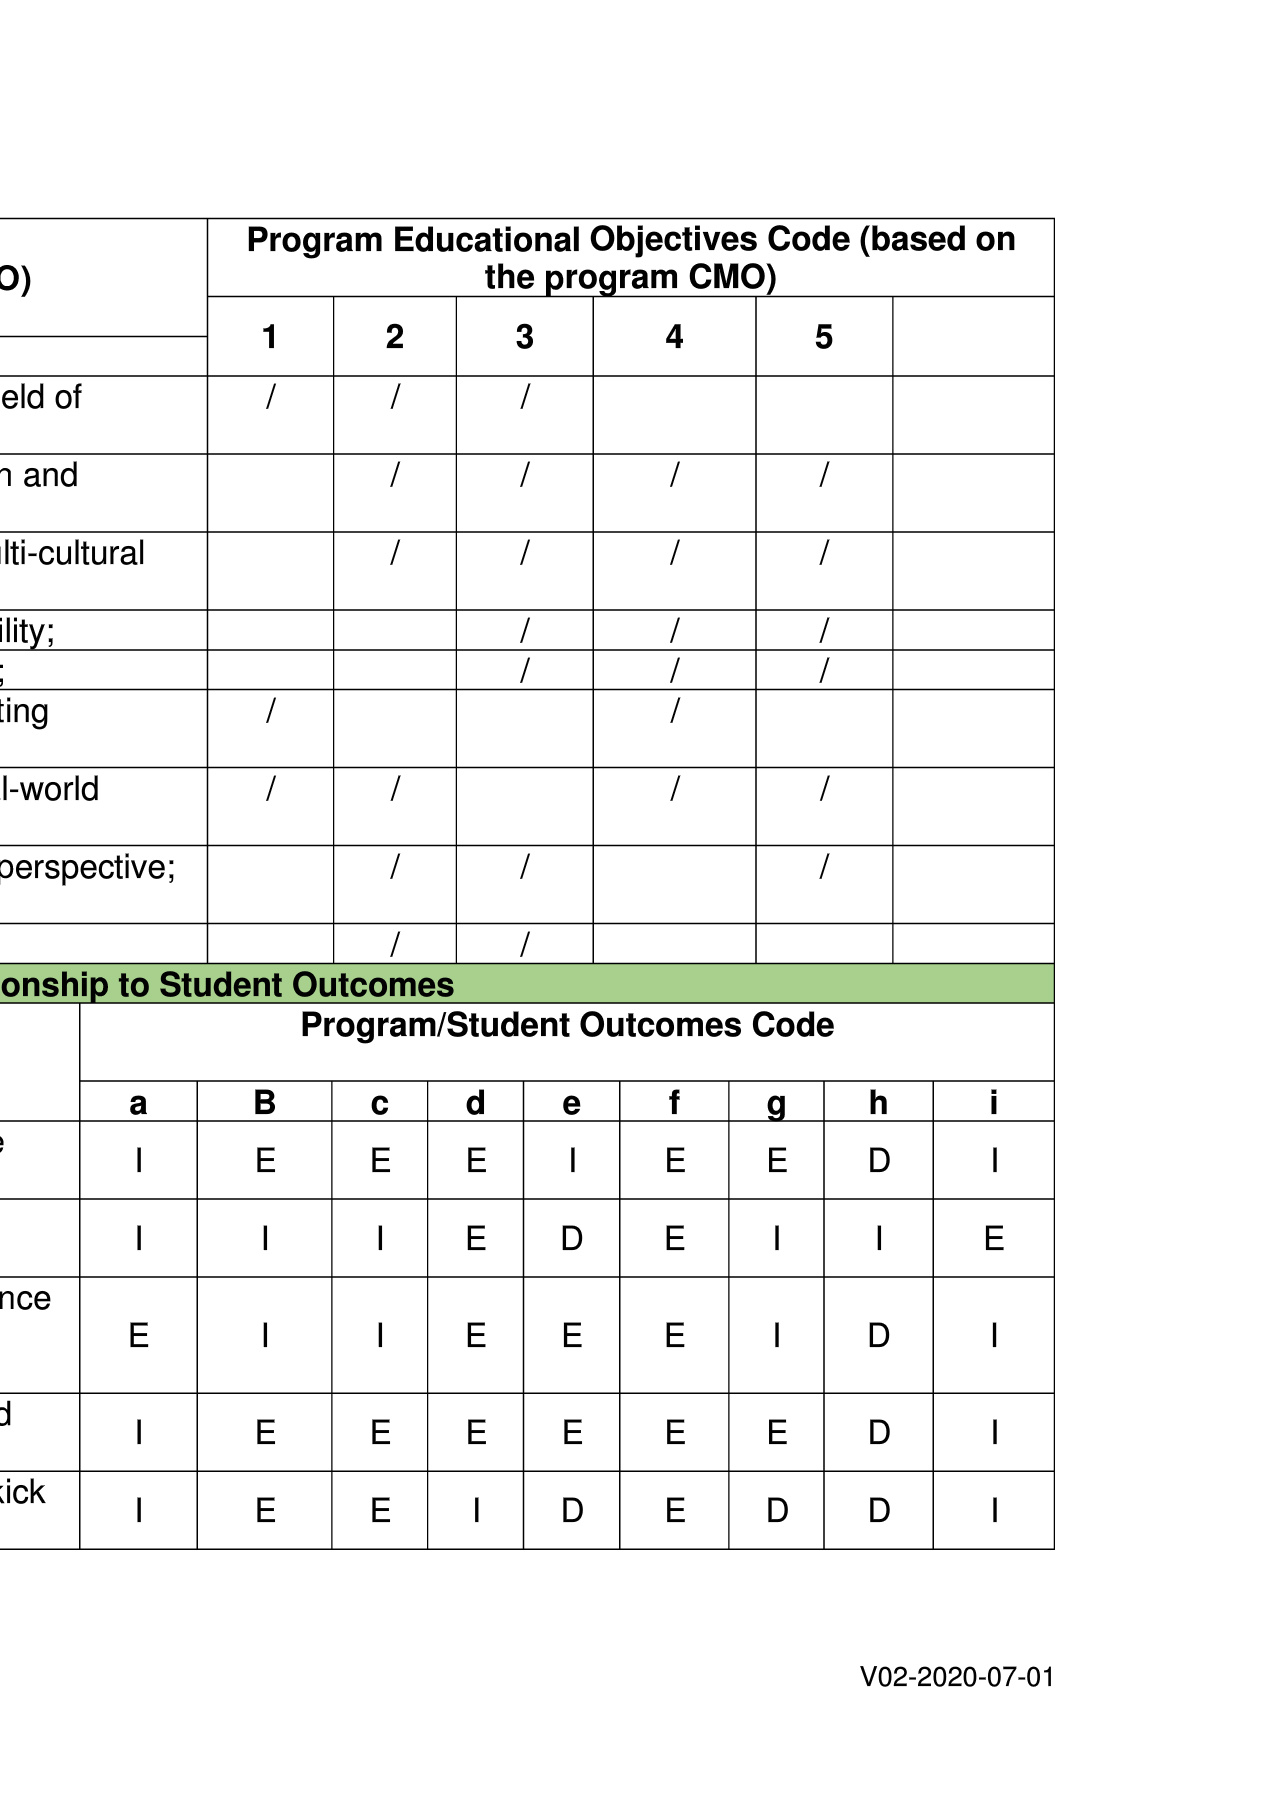 Program Educational Objectives Code (based on
O) the program CMO)
1 2 3 4 5
eld of / / /
n and / / / /
lti-cultural / / / /
ility; / / /
; / / /
ting / /
l-world / / / /
perspective; / / /
/ /
onship to Student Outcomes
Program/Student Outcomes Code
a B c d e f g h i
e I E E E I E E D I
I I I E D E I I E
nce
E I I E E E I D I
d I E E E E E E D I
kick I E E I D E D D I
V02-2020-07-01